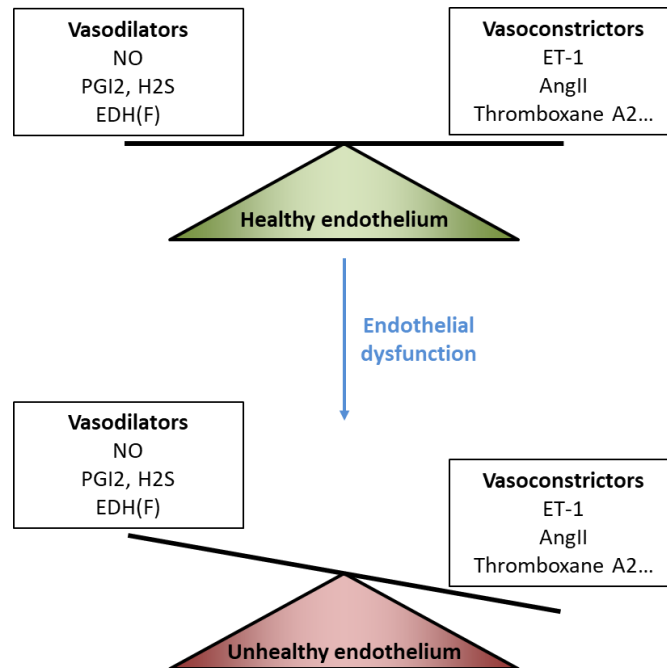 Vasodilators
NO
PGI2, H2S
EDH(F)
Vasoconstrictors
ET-1
AngII
Thromboxane A2...
Healthy endothelium
Endothelial
dysfunction
Vasodilators
NO
PGI2, H2S
EDH(F)
Vasoconstrictors
ET-1
AngII
Thromboxane A2...
Unhealthy endothelium